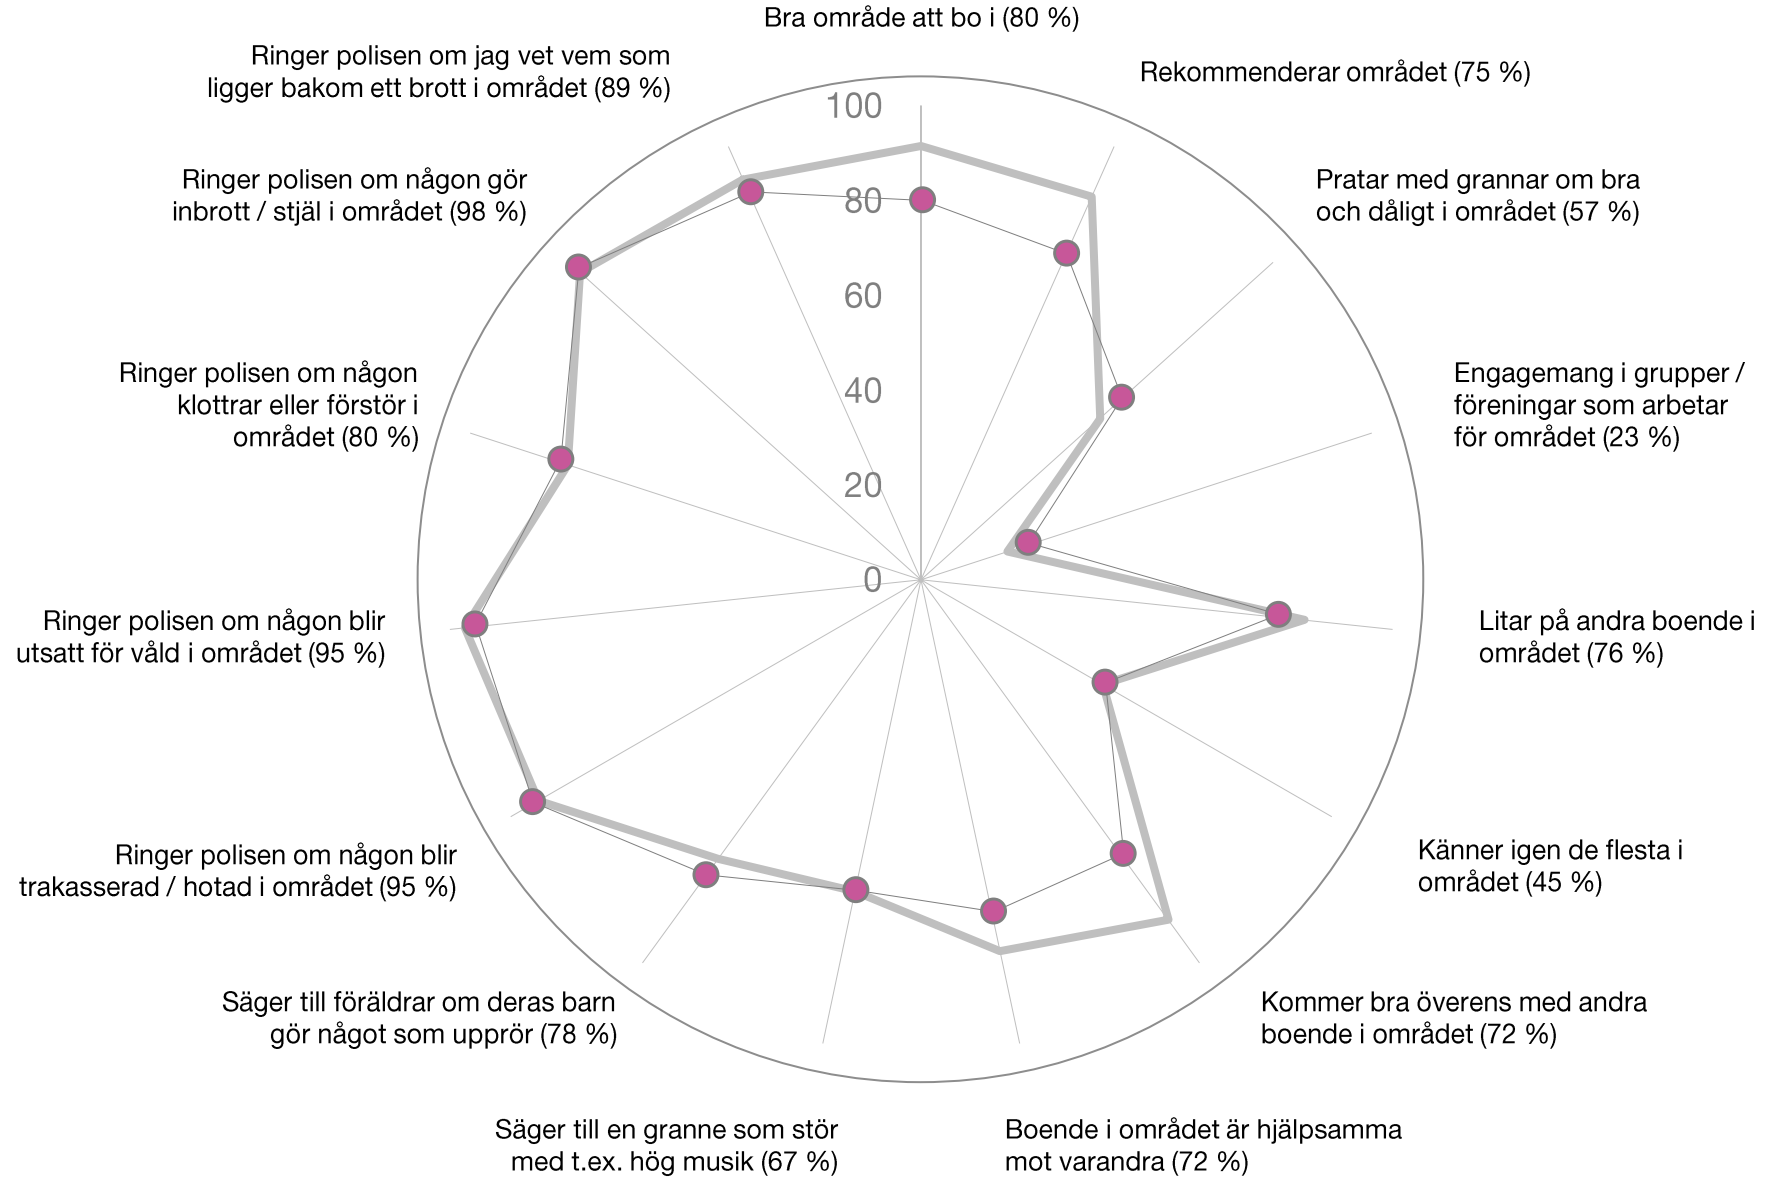 Bra område att bo i (80 %)
Rekommenderar området (75 %)
Pratar med grannar om bra
och dåligt i området (57 %)
Engagemang i grupper /
föreningar som arbetar
för området (23 %)
Litar på andra boende i
området (76 %)
Känner igen de flesta i
området (45 %)
Kommer bra överens med andra
boende i området (72 %)
Boende i området är hjälpsamma
mot varandra (72 %)
Säger till en granne som stör
med t.ex. hög musik (67 %)
Säger till föräldrar om deras barn
gör något som upprör (78 %)
Ringer polisen om någon blir
trakasserad / hotad i området (95 %)
Ringer polisen om någon blir
utsatt för våld i området (95 %)
Ringer polisen om någon
klottrar eller förstör i
området (80 %)
Ringer polisen om någon gör
inbrott / stjäl i området (98 %)
Ringer polisen om jag vet vem som
ligger bakom ett brott i området (89 %)
100
80
60
40
20
0